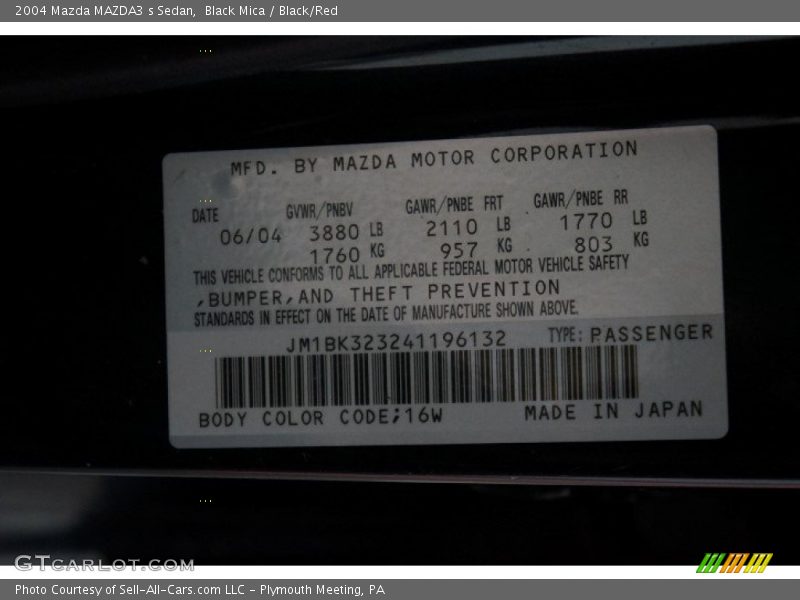 2004 Mazda MAZDA3 s Sedan,  Black Mica / Black/Red
MFD. BY MAZDA MOTOR CORPORATION
DATE GVWR/PNBV GAWR/PNBE FRT GAWR/PNBE RR
06/04 3880 LB 2110 LB 1770 LB
1760 KG 957 KG 803 KG
THIS VEHICLE CONFORMS TO ALL APPLICABLE FEDERAL MOTOR VEHICLE SAFETY
,BUMPER,AND THEFT PREVENTION
STANDARDS IN EFFECT ON THE DATE OF MANUFACTURE SHOWN ABOVE.
JM1BK323241196132 TYPE: PASSENGER
BODY COLOR CODE;16W MADE IN JAPAN
GTCARLOT.COM
Photo Courtesy of Sell-All-Cars.com LLC - Plymouth Meeting, PA